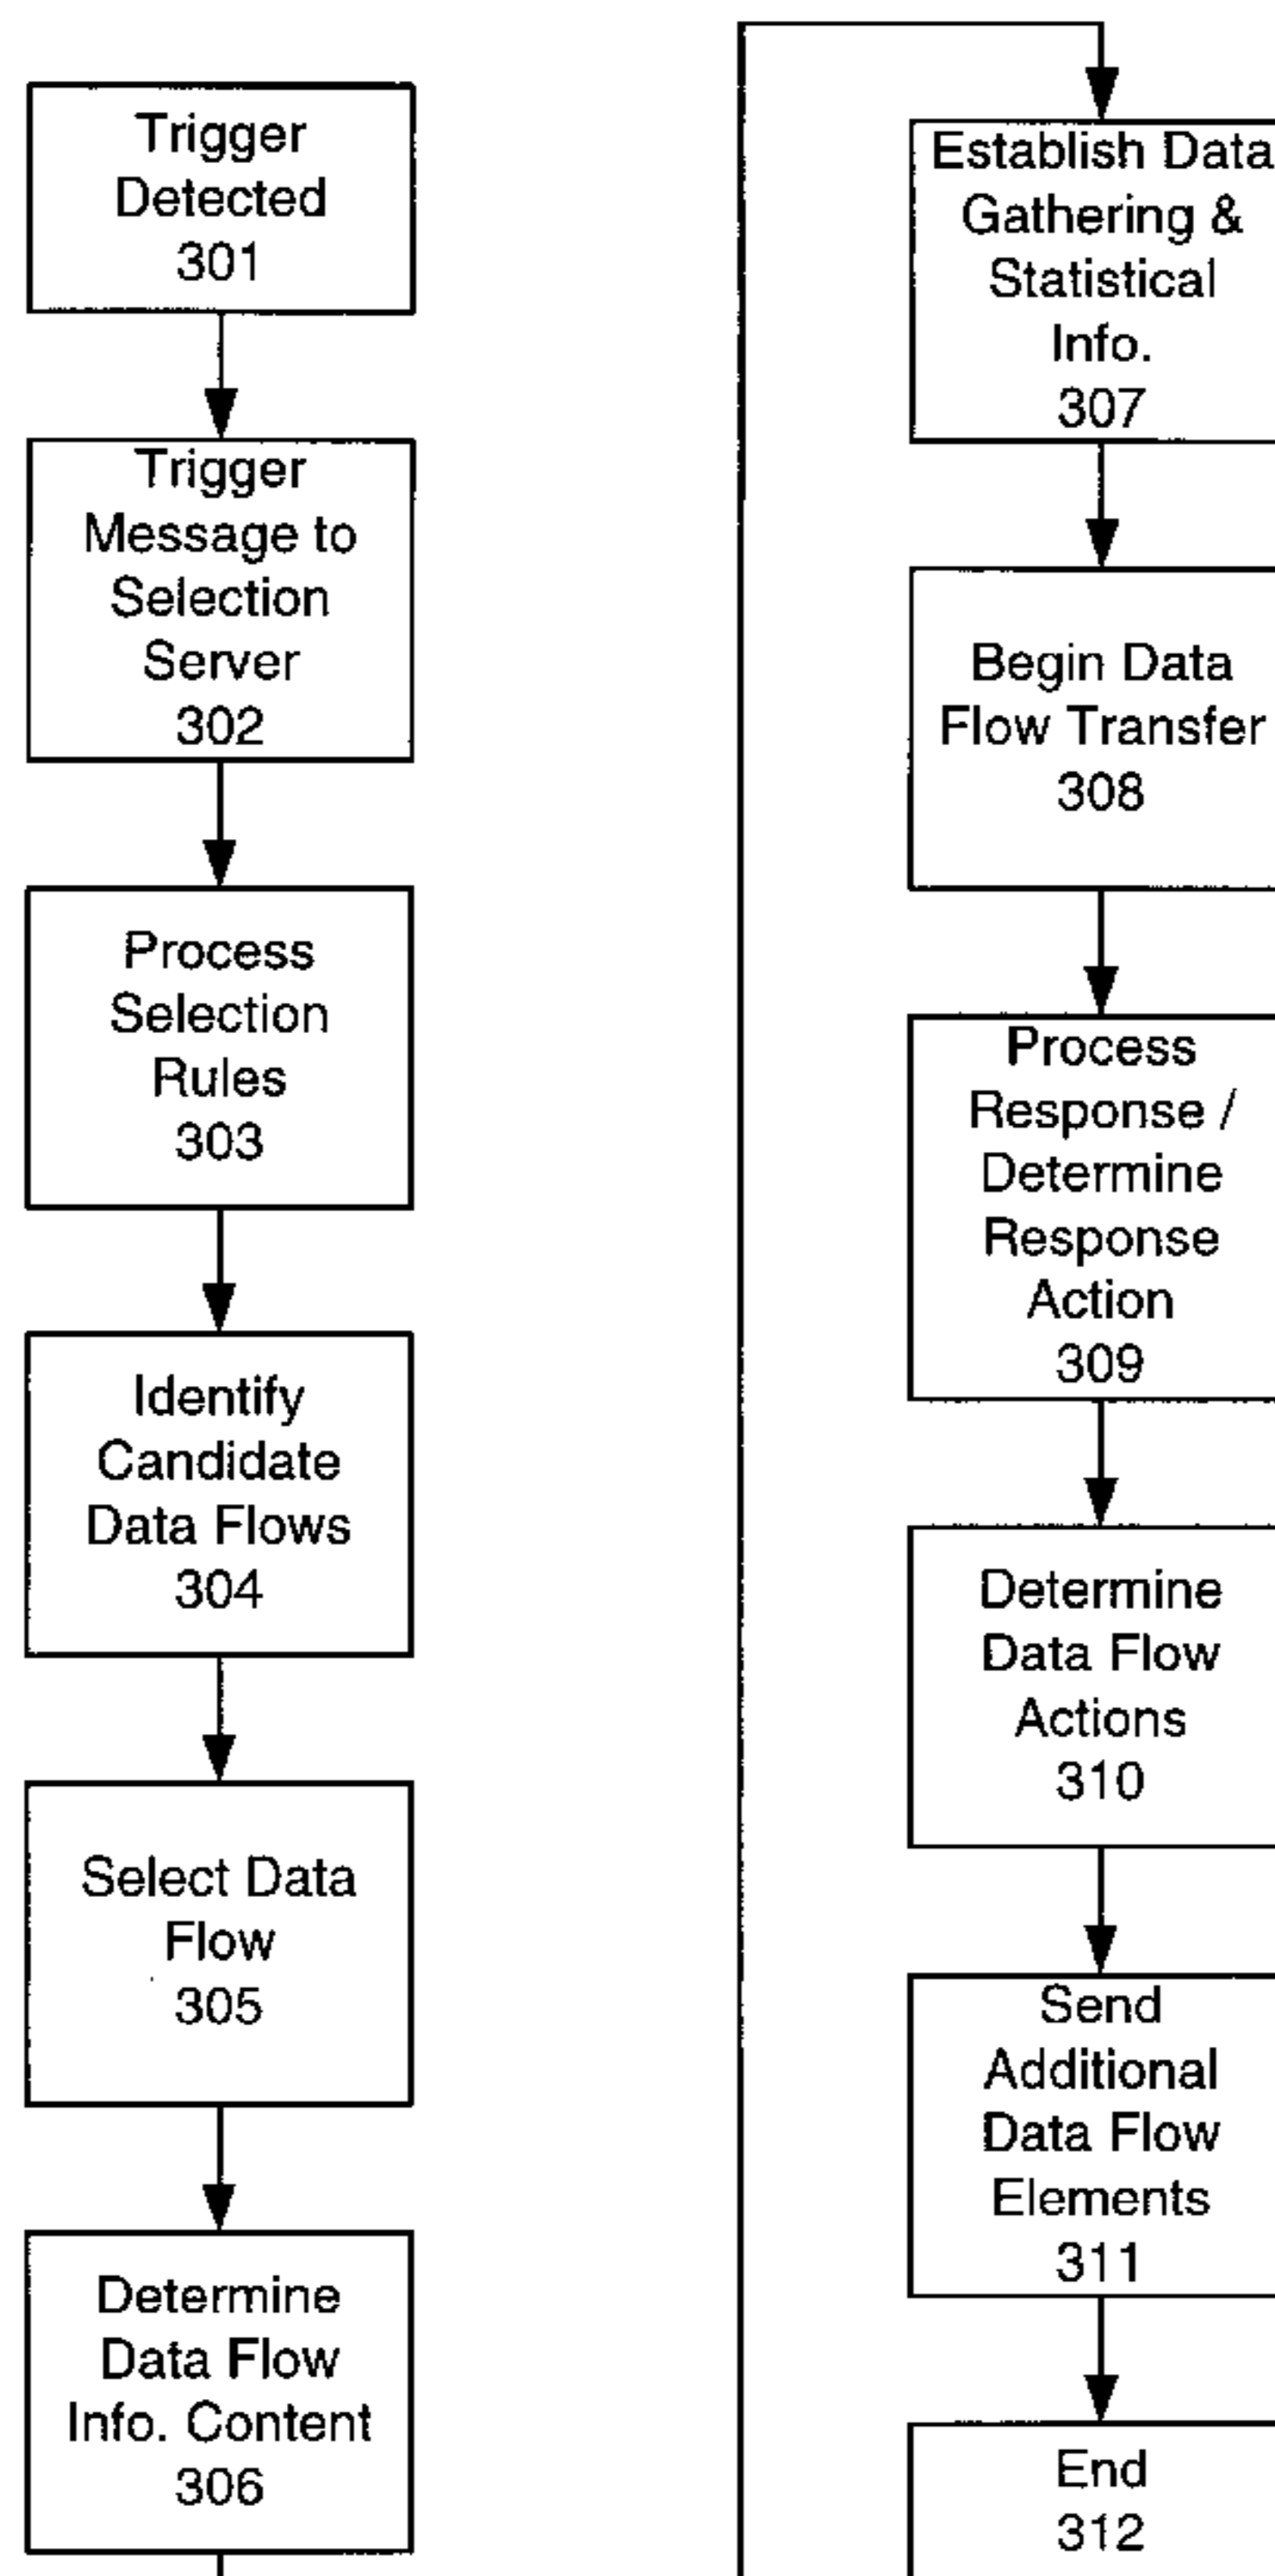 Trigger
Detected
301
Trigger
Message to
Selection
Server
302
Process
Selection
Rules
303
Identify
Candidate
Data Flows
304
Select Data
Flow
305
Determine
Data Flow
Info. Content
306
Establish Data
Gathering &
Statistical
Info.
307
Begin Data
Flow Transfer
308
Process
Response /
Determine
Response
Action
309
Determine
Data Flow
Actions
310
Send
Additional
Data Flow
Elements
311
End
312